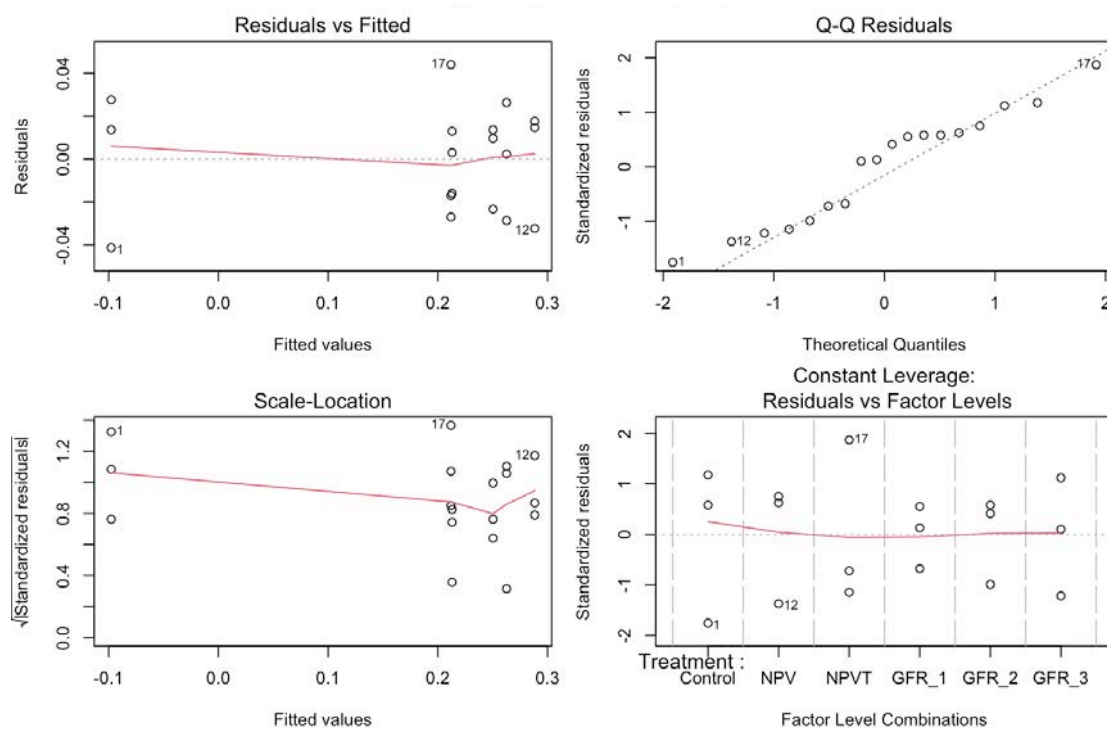 Residuals vs Fitted
Residuals
0.04
0.00
-0.04
17
12
1
-0.1 0.0 0.1 0.2 0.3
Fitted values
Q-Q Residuals
Standardized residuals
2
1
0
-1
17
12
1
-2 -1 0 1 2
Theoretical Quantiles
Scale-Location
√|Standardized residuals|
1.2
0.8
0.4
0.0
1
17
12
-0.1 0.0 0.1 0.2 0.3
Fitted values
Constant Leverage:
Residuals vs Factor Levels
Standardized residuals
2
1
0
-1
-2
17
12
1
Treatment :
Control NPV NPVT GFR_1 GFR_2 GFR_3
Factor Level Combinations